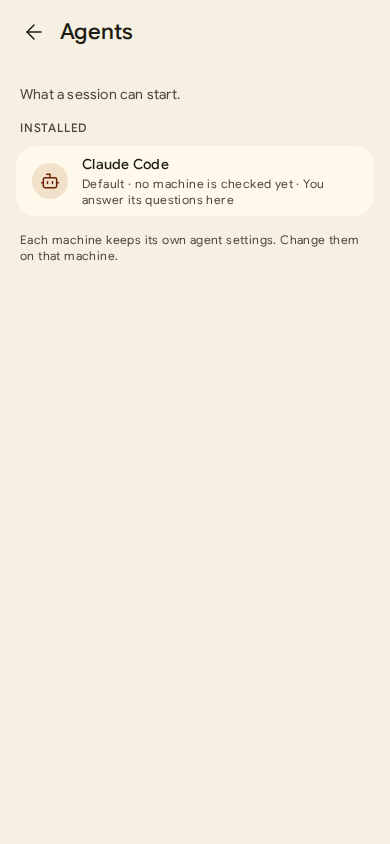 Agents
What a session can start.
INSTALLED
Claude Code
Default · no machine is checked yet · You
answer its questions here
Each machine keeps its own agent settings. Change them
on that machine.